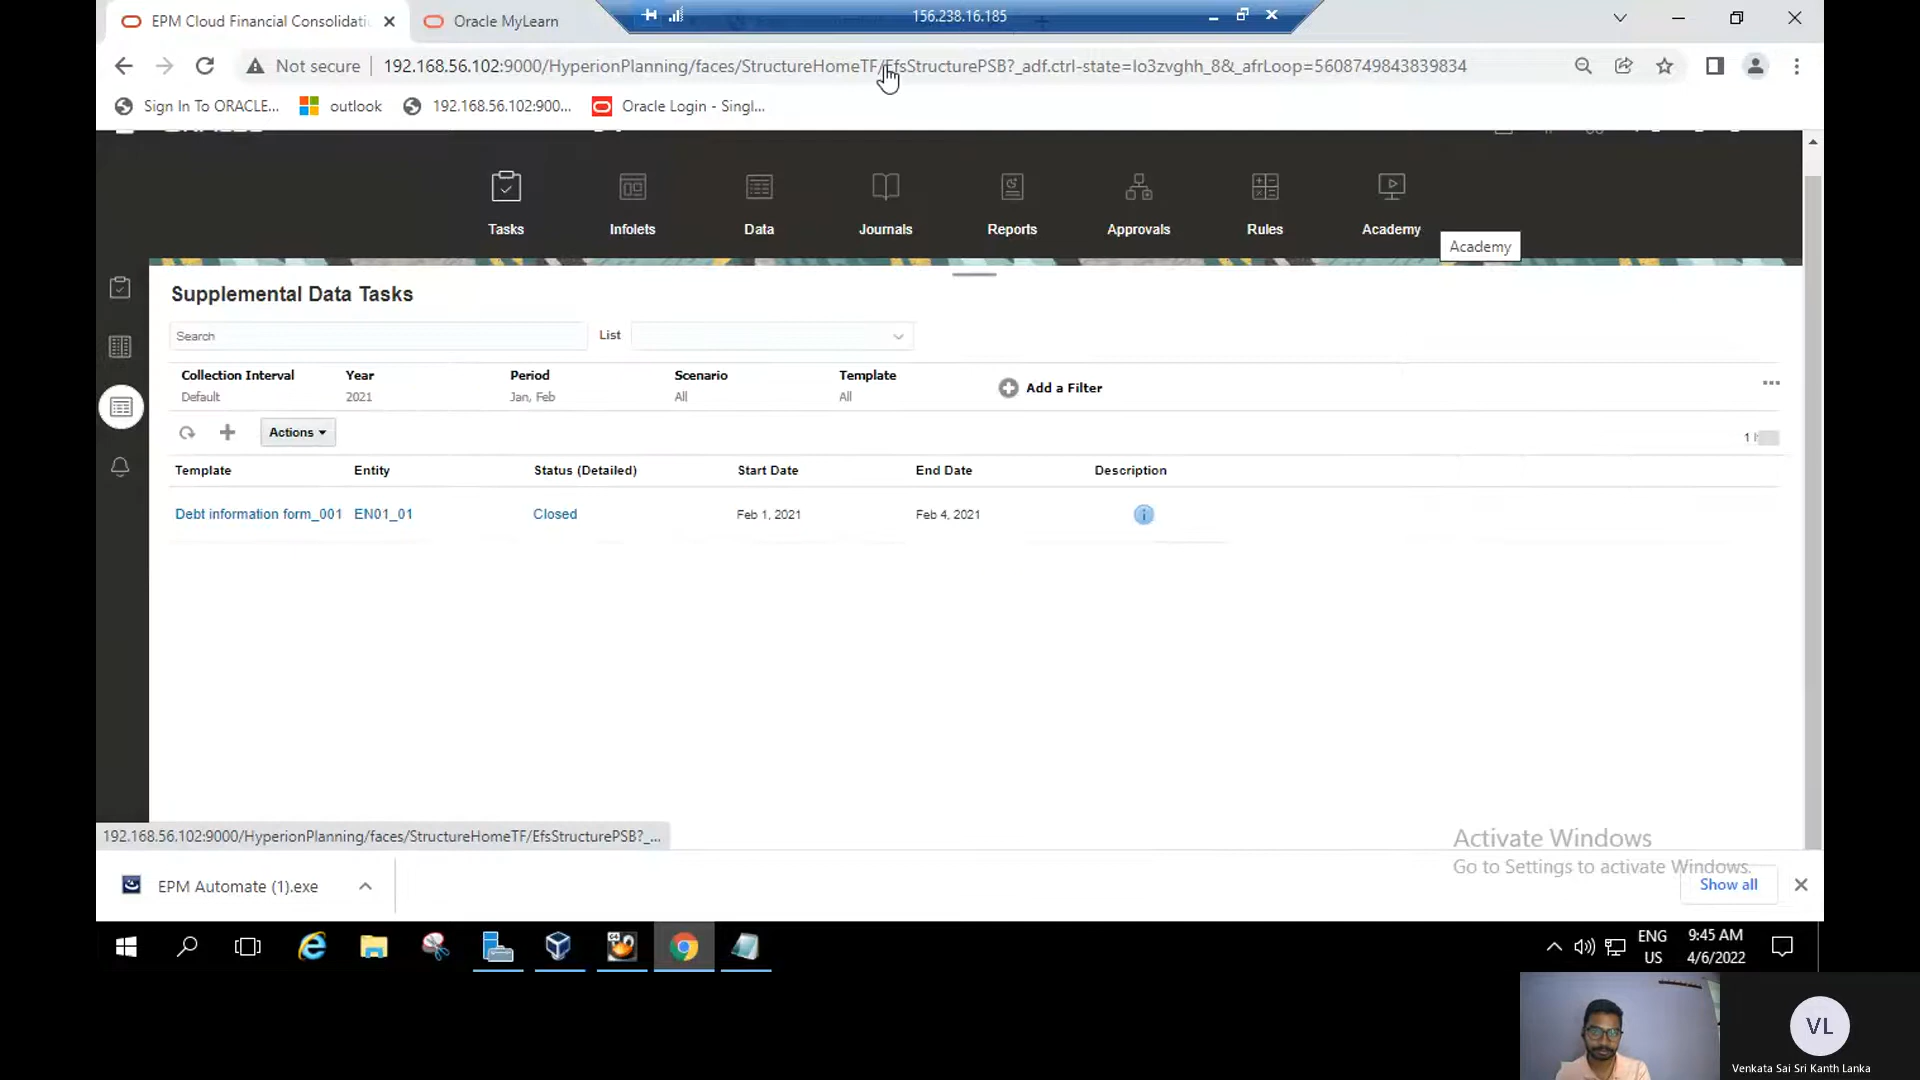 EPM Cloud Financial Consolidati
Oracle MyLearn
156.238.16.185
Not secure
192.168.56.102:9000/HyperionPlanning/faces/StructureHomeTF/EfsStructurePSB?_adf.ctrl-state=lo3zvghh_8&_afrLoop=5608749843839834
Sign In To ORACLE...
outlook
192.168.56.102:900...
Oracle Login - Singl...
Tasks
Infolets
Data
Journals
Reports
Approvals
Rules
Academy
Academy
Supplemental Data Tasks
Search
List
Collection Interval
Year
Period
Scenario
Template
Default
2021
Jan, Feb
All
All
Add a Filter
Actions
1
Template
Entity
Status (Detailed)
Start Date
End Date
Description
Debt information form_001
EN01_01
Closed
Feb 1, 2021
Feb 4, 2021
192.168.56.102:9000/HyperionPlanning/faces/StructureHomeTF/EfsStructurePSB?_...
Activate Windows
Go to Settings to activate Windows.
EPM Automate (1).exe
Show all
64
ENG
US
9:45 AM
4/6/2022
VL
Venkata Sai Sri Kanth Lanka